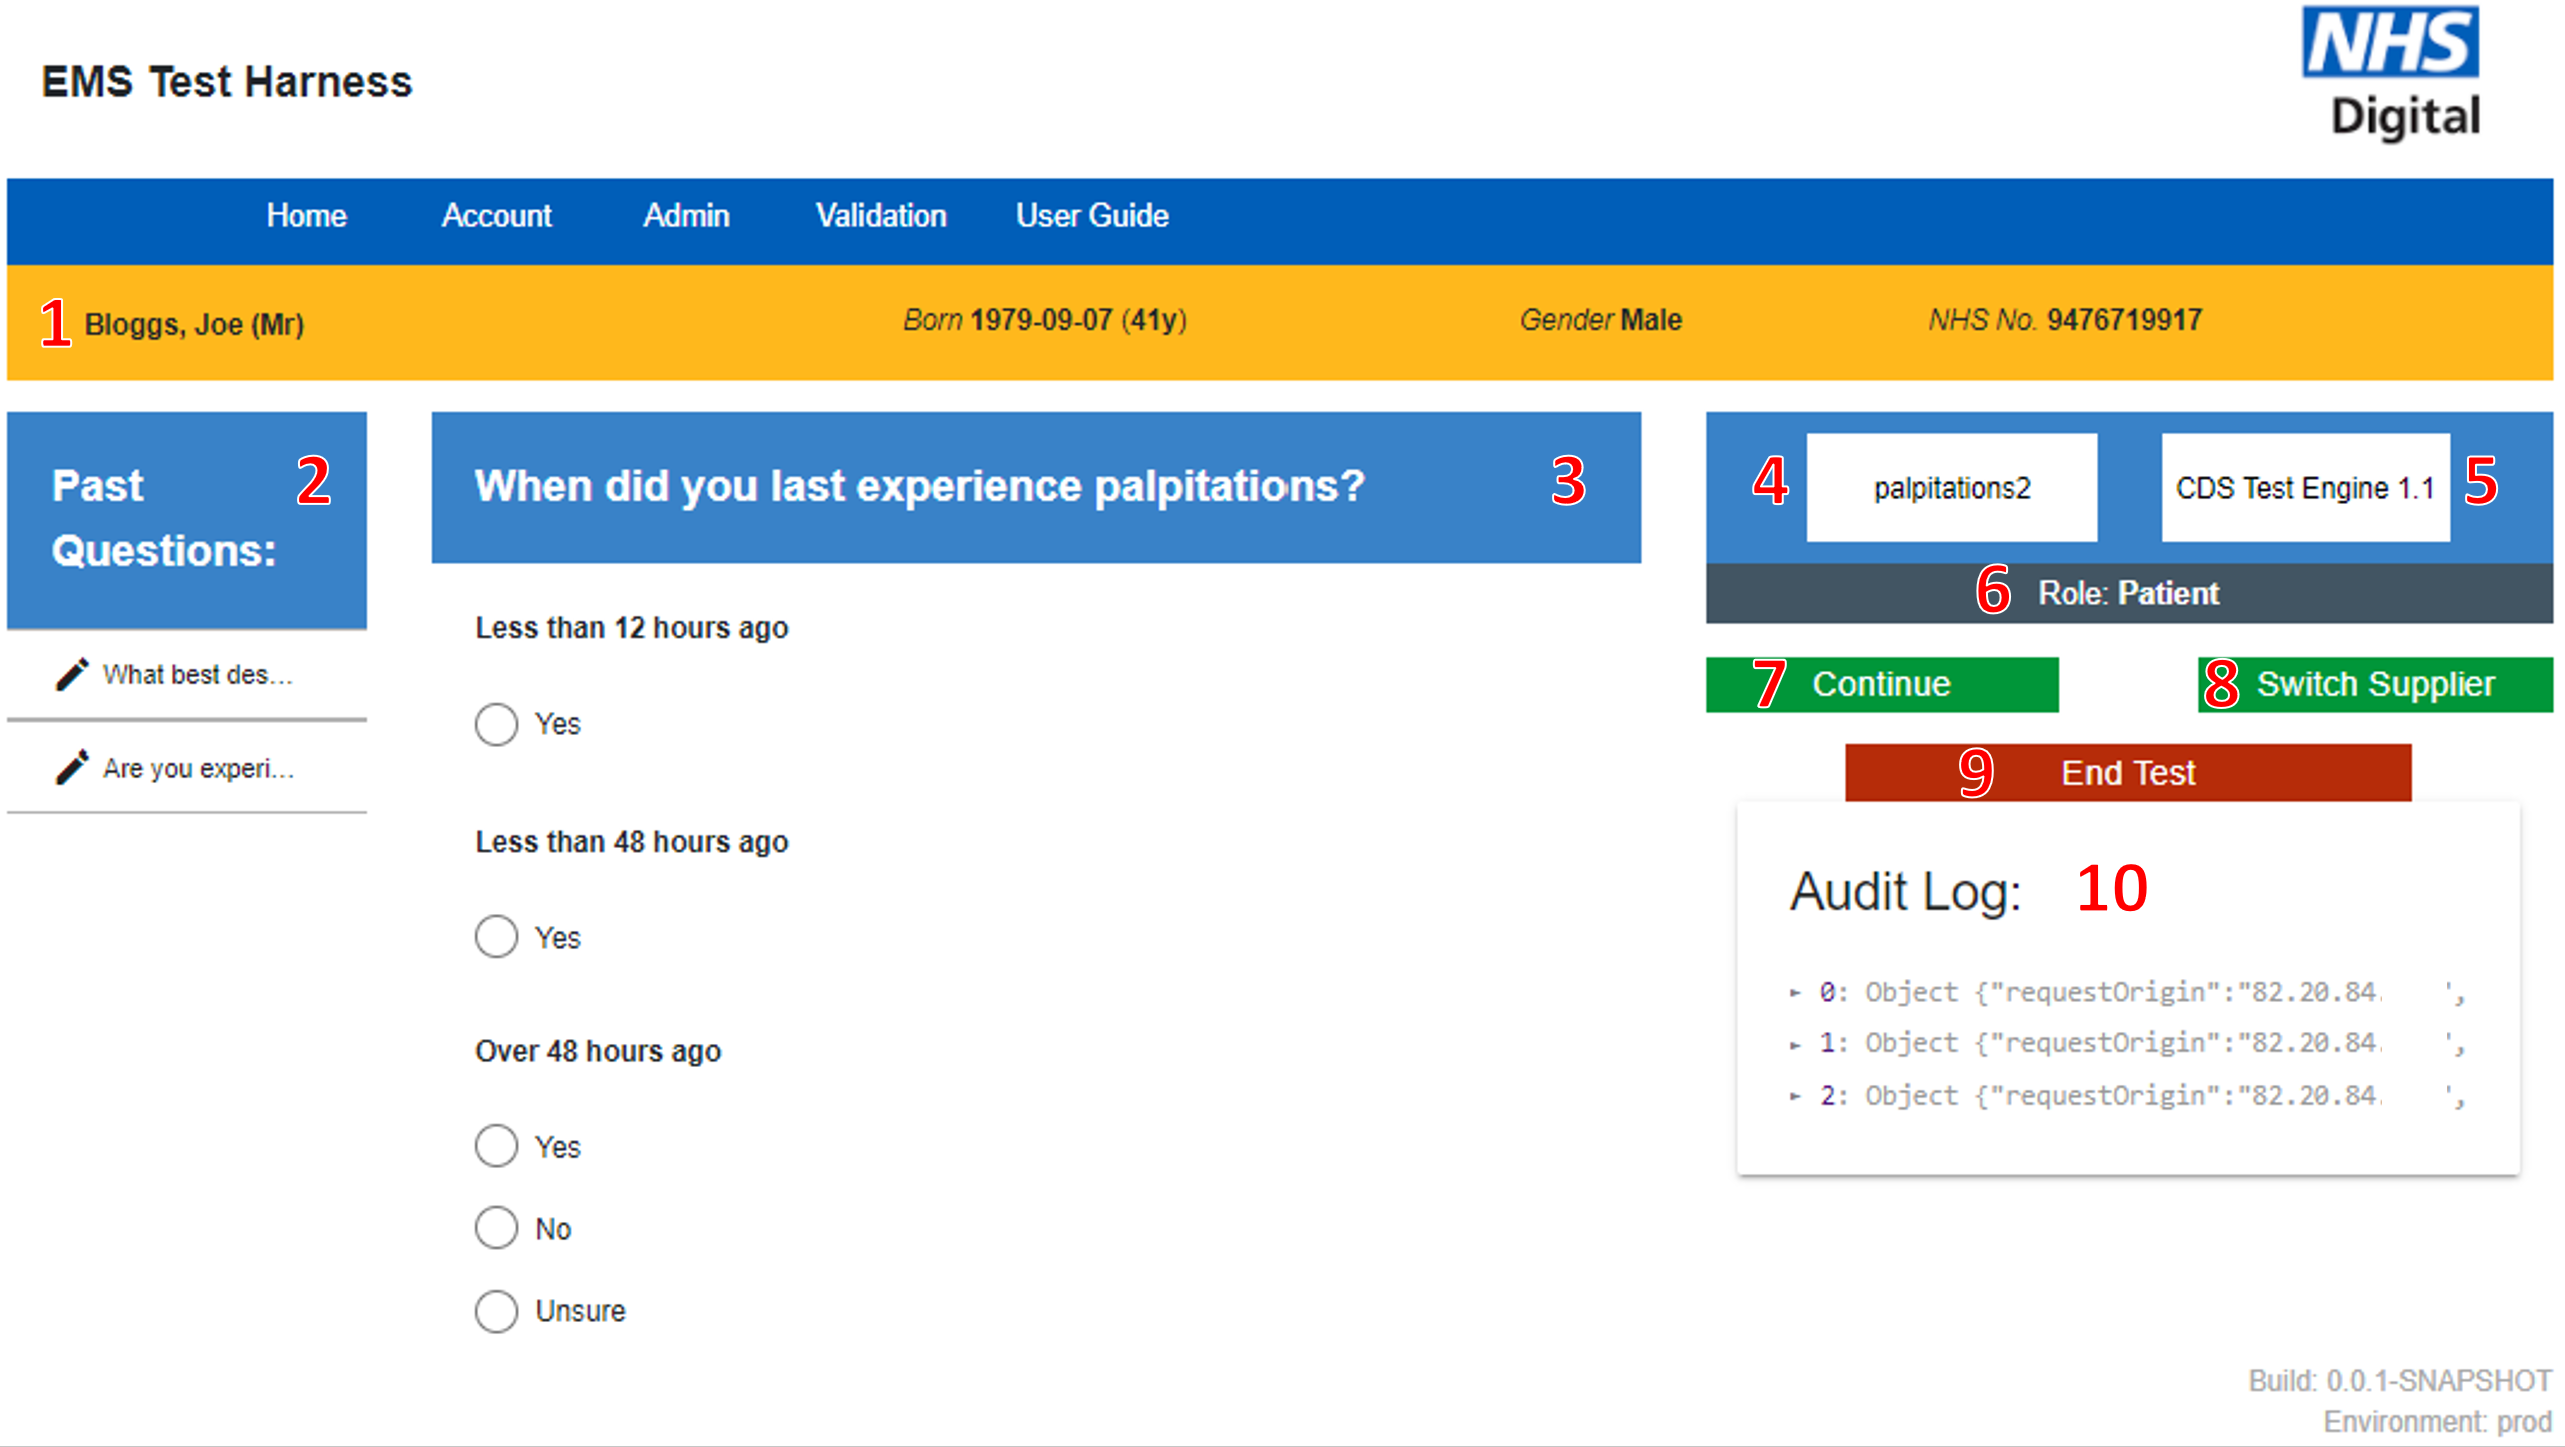 EMS Test Harness
NHS
Digital
Home Account Admin Validation User Guide
1 Bloggs, Joe (Mr) Born 1979-09-07 (41y) Gender Male NHS No. 9476719917
Past 2
Questions:
What best des...
Are you experi...
When did you last experience palpitations? 3
Less than 12 hours ago
Yes
Less than 48 hours ago
Yes
Over 48 hours ago
Yes
No
Unsure
4 palpitations2 CDS Test Engine 1.1 5
6 Role: Patient
7 Continue 8 Switch Supplier
9 End Test
Audit Log: 10
► 0: Object {"requestOrigin":"82.20.84. ',
► 1: Object {"requestOrigin":"82.20.84. ',
► 2: Object {"requestOrigin":"82.20.84. ',
Build: 0.0.1-SNAPSHOT
Environment: prod